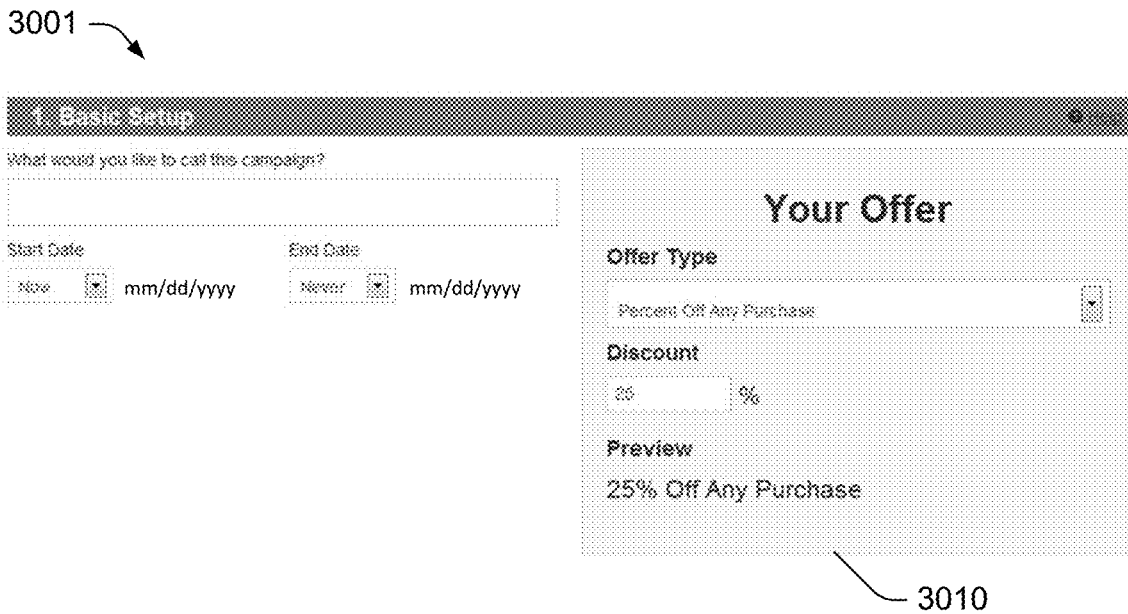 3001
1. Basic Setup
What would you like to call this campaign?
Start Date
End Date
Now mm/dd/yyyy
Never mm/dd/yyyy
Your Offer
Offer Type
Percent Off Any Purchase
Discount
25 %
Preview
25% Off Any Purchase
3010